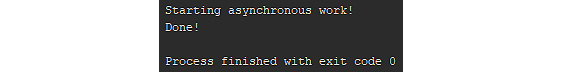 Starting asynchronous work!
Done!
Process finished with exit code 0